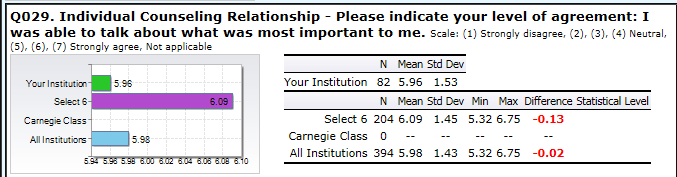 Q029. Individual Counseling Relationship - Please indicate your level of agreement: I
was able to talk about what was most important to me. Scale: (1) Strongly disagree, (2), (3), (4) Neutral,
(5), (6), (7) Strongly agree, Not applicable
N Mean Std Dev
Your Institution 82 5.96 1.53
N Mean Std Dev Min Max Difference Statistical Level
Select 6 204 6.09 1.45 5.32 6.75 -0.13
Carnegie Class 0 -- -- -- -- --
All Institutions 394 5.98 1.43 5.32 6.75 -0.02
Your Institution 5.96
Select 6 6.09
Carnegie Class
All Institutions 5.98
5.94 5.96 5.98 6.00 6.02 6.04 6.06 6.08 6.10